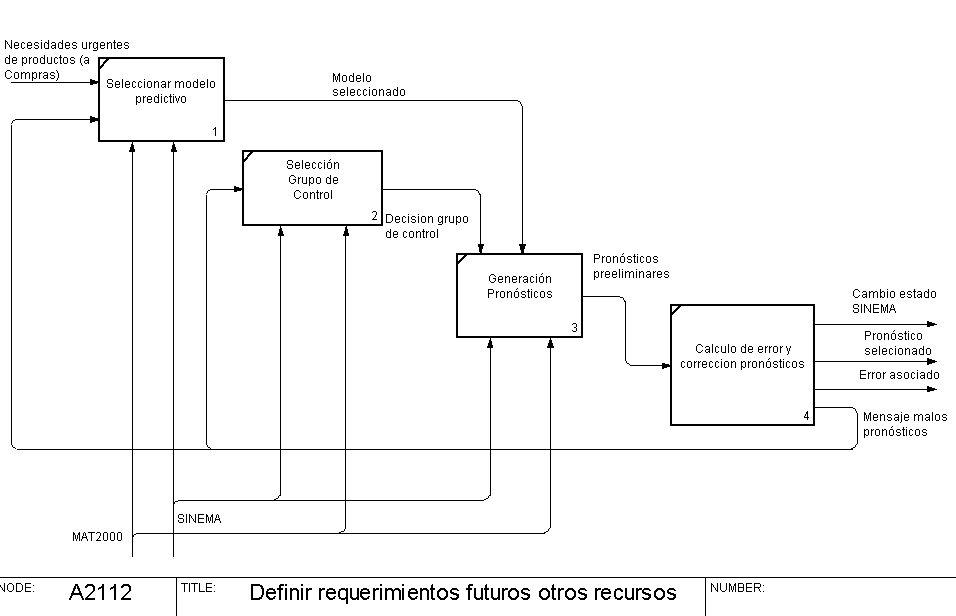 Necesidades urgentes
de productos (a
Compras)
Seleccionar modelo
predictivo
1
Modelo
seleccionado
Selección
Grupo de
Control
2
Decision grupo
de control
Generación
Pronósticos
3
Pronósticos
preeliminares
Calculo de error y
correccion pronósticos
4
Cambio estado
SINEMA
Pronóstico
selecionado
Error asociado
Mensaje malos
pronósticos
SINEMA
MAT2000
NODE:
A2112
TITLE:
Definir requerimientos futuros otros recursos
NUMBER: